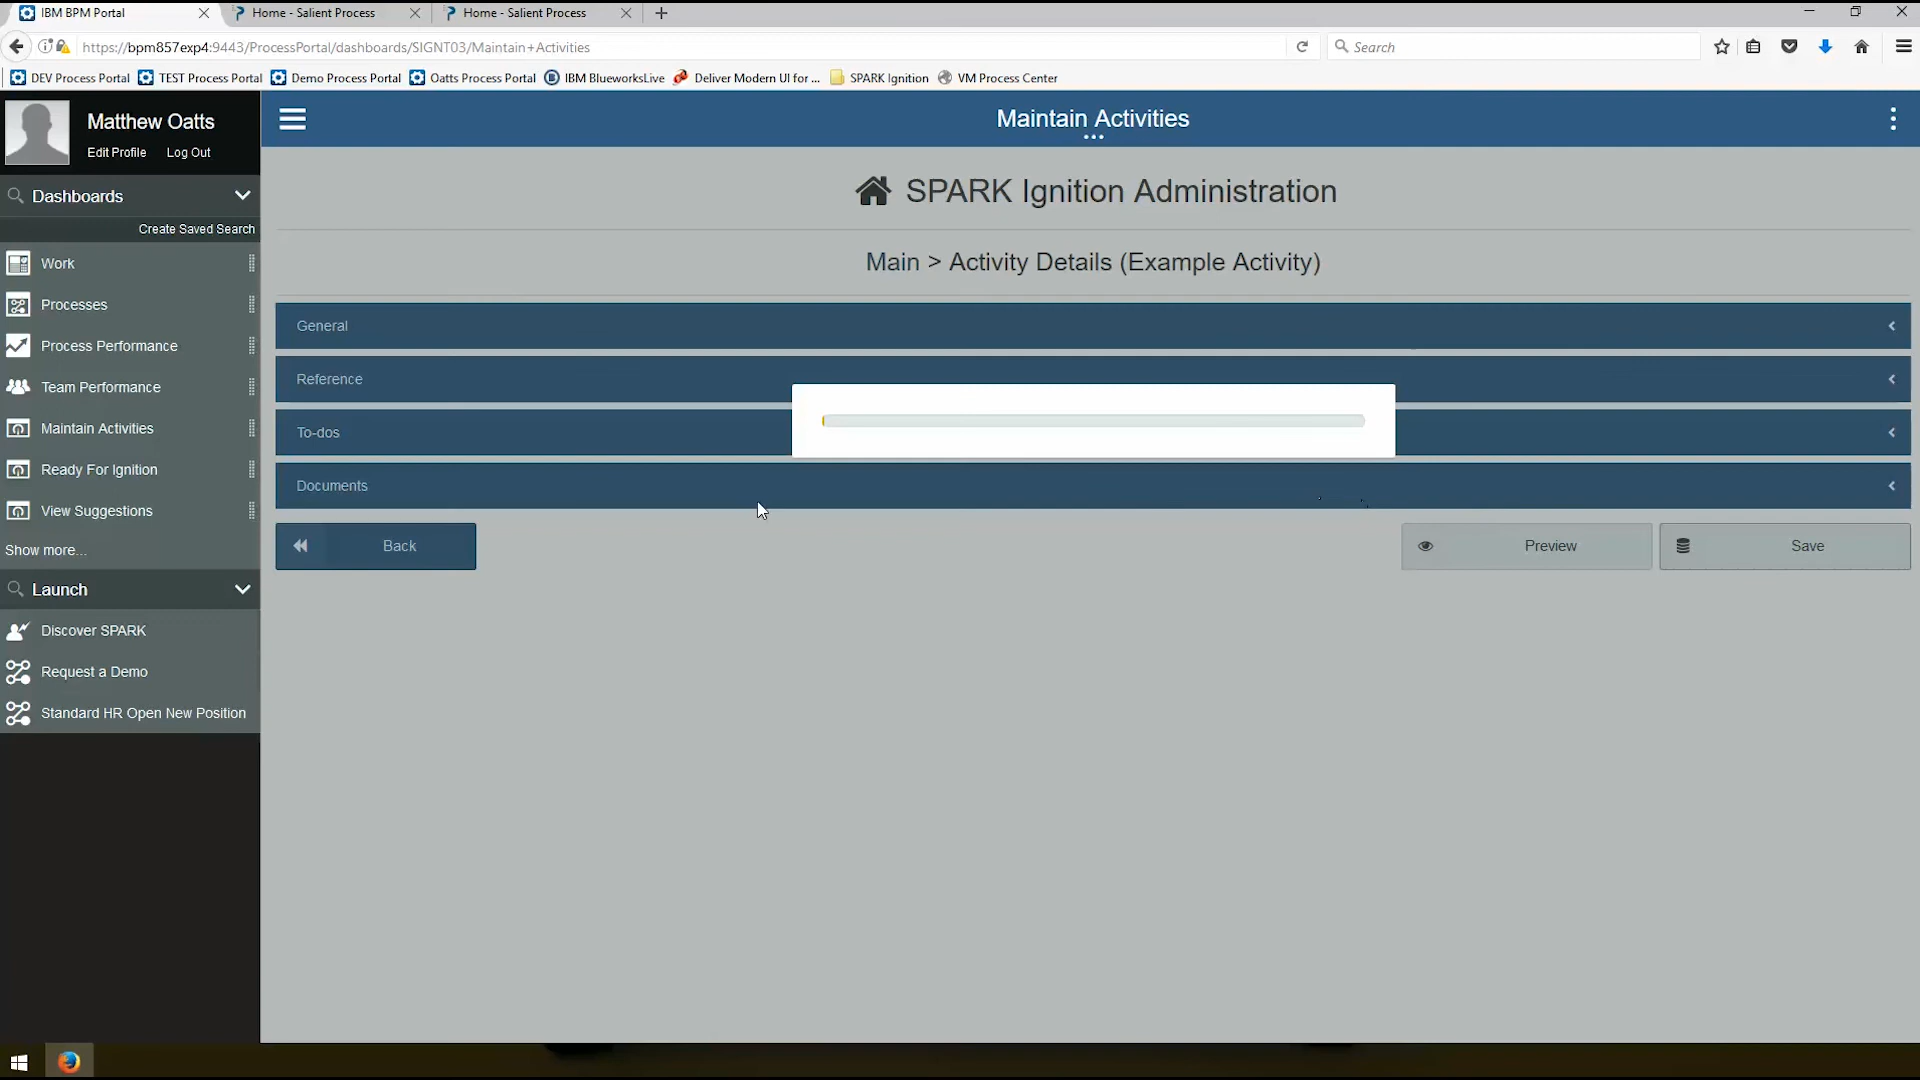 IBM BPM Portal
Home - Salient Process
Home - Salient Process
https://bpm857exp4:9443/ProcessPortal/dashboards/SIGNT03/Maintain+Activities
Search
DEV Process Portal
TEST Process Portal
Demo Process Portal
Oatts Process Portal
IBM BlueworksLive
Deliver Modern UI for ...
SPARK Ignition
VM Process Center
Matthew Oatts
Edit Profile
Log Out
Maintain Activities
Dashboards
Create Saved Search
Work
Processes
Process Performance
Team Performance
Maintain Activities
Ready For Ignition
View Suggestions
Show more...
Launch
Discover SPARK
Request a Demo
Standard HR Open New Position
SPARK Ignition Administration
Main > Activity Details (Example Activity)
General
Reference
To-dos
Documents
Back
Preview
Save